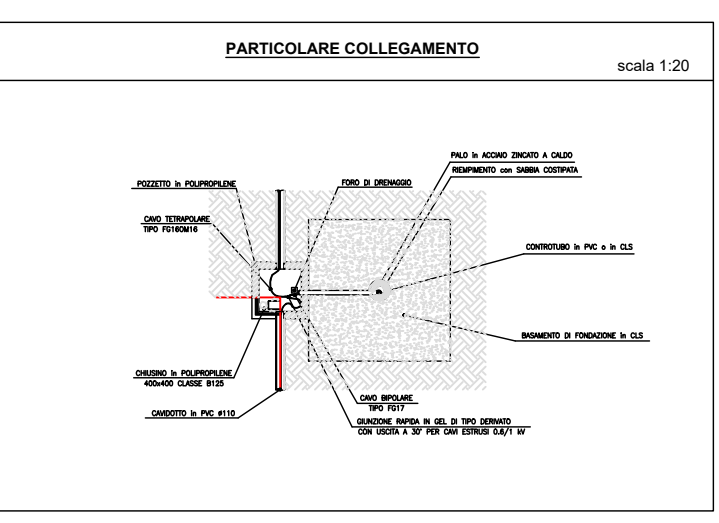 PARTICOLARE COLLEGAMENTO
scala 1:20
PALO in ACCIAIO ZINCATO A CALDO
RIEMPIMENTO con SABBIA COSTIPATA
POZZETTO in POLIPROPILENE
FORO DI DRENAGGIO
CAVO TETRAPOLARE
TIPO FG16OM16
CONTROTUBO in PVC o in CLS
BASAMENTO DI FONDAZIONE in CLS
CHIUSINO in POLIPROPILENE
400x400 CLASSE B125
CAVO BIPOLARE
TIPO FG17
CAVIDOTTO in PVC ø110
GIUNZIONE RAPIDA IN GEL DI TIPO DERIVATO
CON USCITA A 30° PER CAVI ESTRUSI 0.6/1 kV